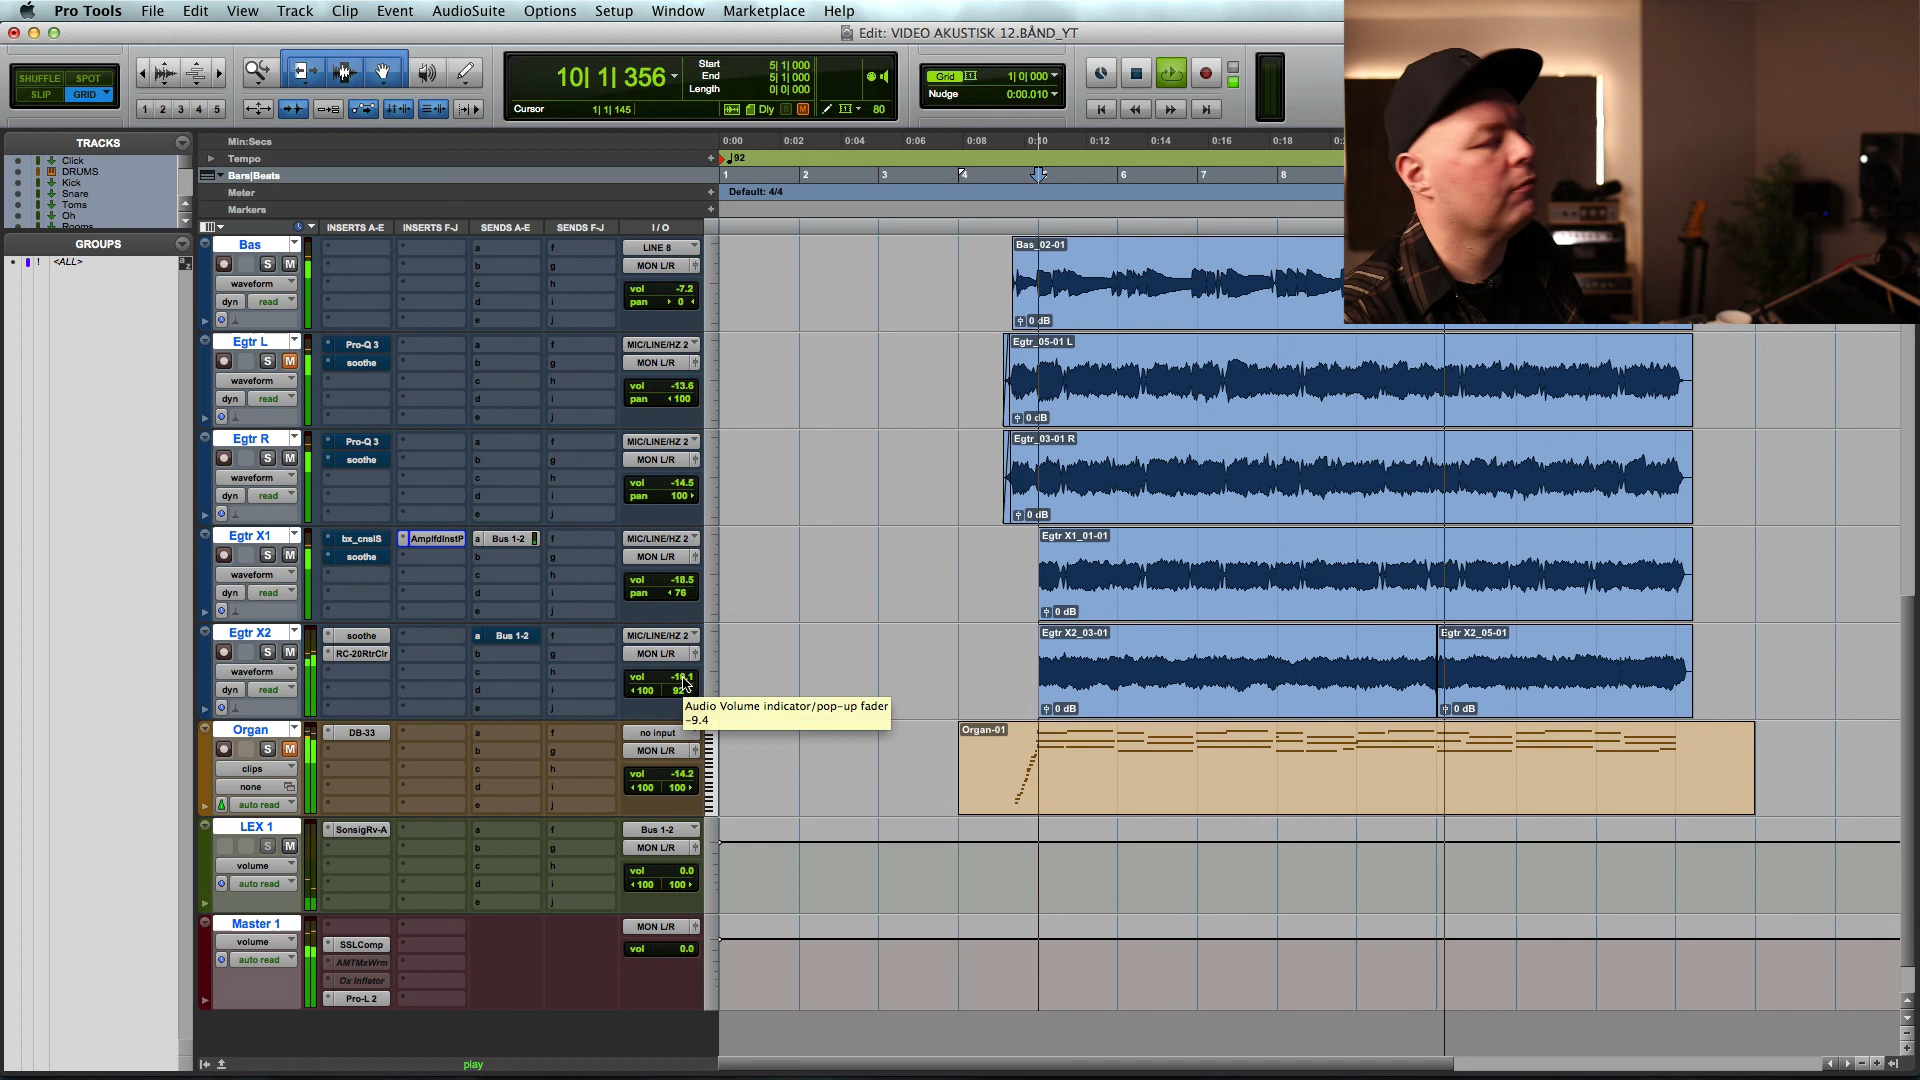 Pro Tools File Edit View Track Clip Event AudioSuite Options Setup Window Marketplace Help
Edit: VIDEO AKUSTISK 12.BÅND_YT
SHUFFLE SPOT
SLIP GRID
1 2 3 4 5
10| 1| 356
Start 5| 1| 000
End 5| 1| 000
Length 0| 0| 000
Cursor 1| 1| 145
Dly S M 80
Grid 1| 0| 000
Nudge 0:00.010
TRACKS
Click
DRUMS
Kick
Snare
Toms
Oh
Rooms
GROUPS
! <ALL>
Min:Secs 0:00 0:02 0:04 0:06 0:08 0:10 0:12 0:14 0:16 0:18
Tempo 92
Bars|Beats 1 2 3 4 6 7 8
Meter Default: 4/4
Markers
INSERTS A-E INSERTS F-J SENDS A-E SENDS F-J I / O
Bas a f LINE 8 Bas_02-01
S M b g MON L/R
waveform c h vol -7.2
dyn read d i pan 0
e j 0 dB
Egtr L Pro-Q 3 a f MIC/LINE/HZ 2 Egtr_05-01 L
S M soothe b g MON L/R
waveform c h vol -13.6
dyn read d i pan 100
e j 0 dB
Egtr R Pro-Q 3 a f MIC/LINE/HZ 2 Egtr_03-01 R
S M soothe b g MON L/R
waveform c h vol -14.5
dyn read d i pan 100
e j 0 dB
Egtr X1 bx_cnslS AmplfdInstP a Bus 1-2 f MIC/LINE/HZ 2 Egtr X1_01-01
S M soothe b g MON L/R
waveform c h vol -18.5
dyn read d i pan 76
e j 0 dB
Egtr X2 soothe a Bus 1-2 f MIC/LINE/HZ 2 Egtr X2_03-01 Egtr X2_05-01
S M RC-20RtrClr b g MON L/R
waveform c h vol
dyn read d i 100
e j 0 dB 0 dB
Audio Volume indicator/pop-up fader
-9.4
Organ DB-33 a f no input Organ-01
S M b g MON L/R
clips c h vol -14.2
none d i 100 100
auto read e j
LEX 1 SonsigRv-A a f Bus 1-2
S M b g MON L/R
volume c h vol 0.0
auto read d i 100 100
e j
Master 1 MON L/R
volume SSLComp vol 0.0
auto read AMTMxWrm
Ox Inflator
Pro-L 2
play